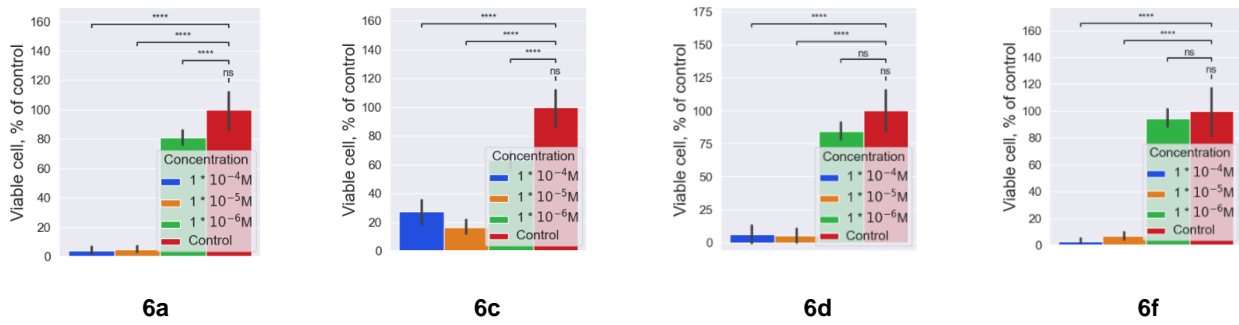 Viable cell, % of control
160
140
120
100
80
60
40
20
0
****
****
****
ns
Concentration
1 * 10⁻⁴M
1 * 10⁻⁵M
1 * 10⁻⁶M
Control
6a
Viable cell, % of control
160
140
120
100
80
60
40
20
0
****
****
****
ns
Concentration
1 * 10⁻⁴M
1 * 10⁻⁵M
1 * 10⁻⁶M
Control
6c
Viable cell, % of control
175
150
125
100
75
50
25
0
****
****
ns
ns
Concentration
1 * 10⁻⁴M
1 * 10⁻⁵M
1 * 10⁻⁶M
Control
6d
Viable cell, % of control
160
140
120
100
80
60
40
20
0
****
****
ns
ns
Concentration
1 * 10⁻⁴M
1 * 10⁻⁵M
1 * 10⁻⁶M
Control
6f